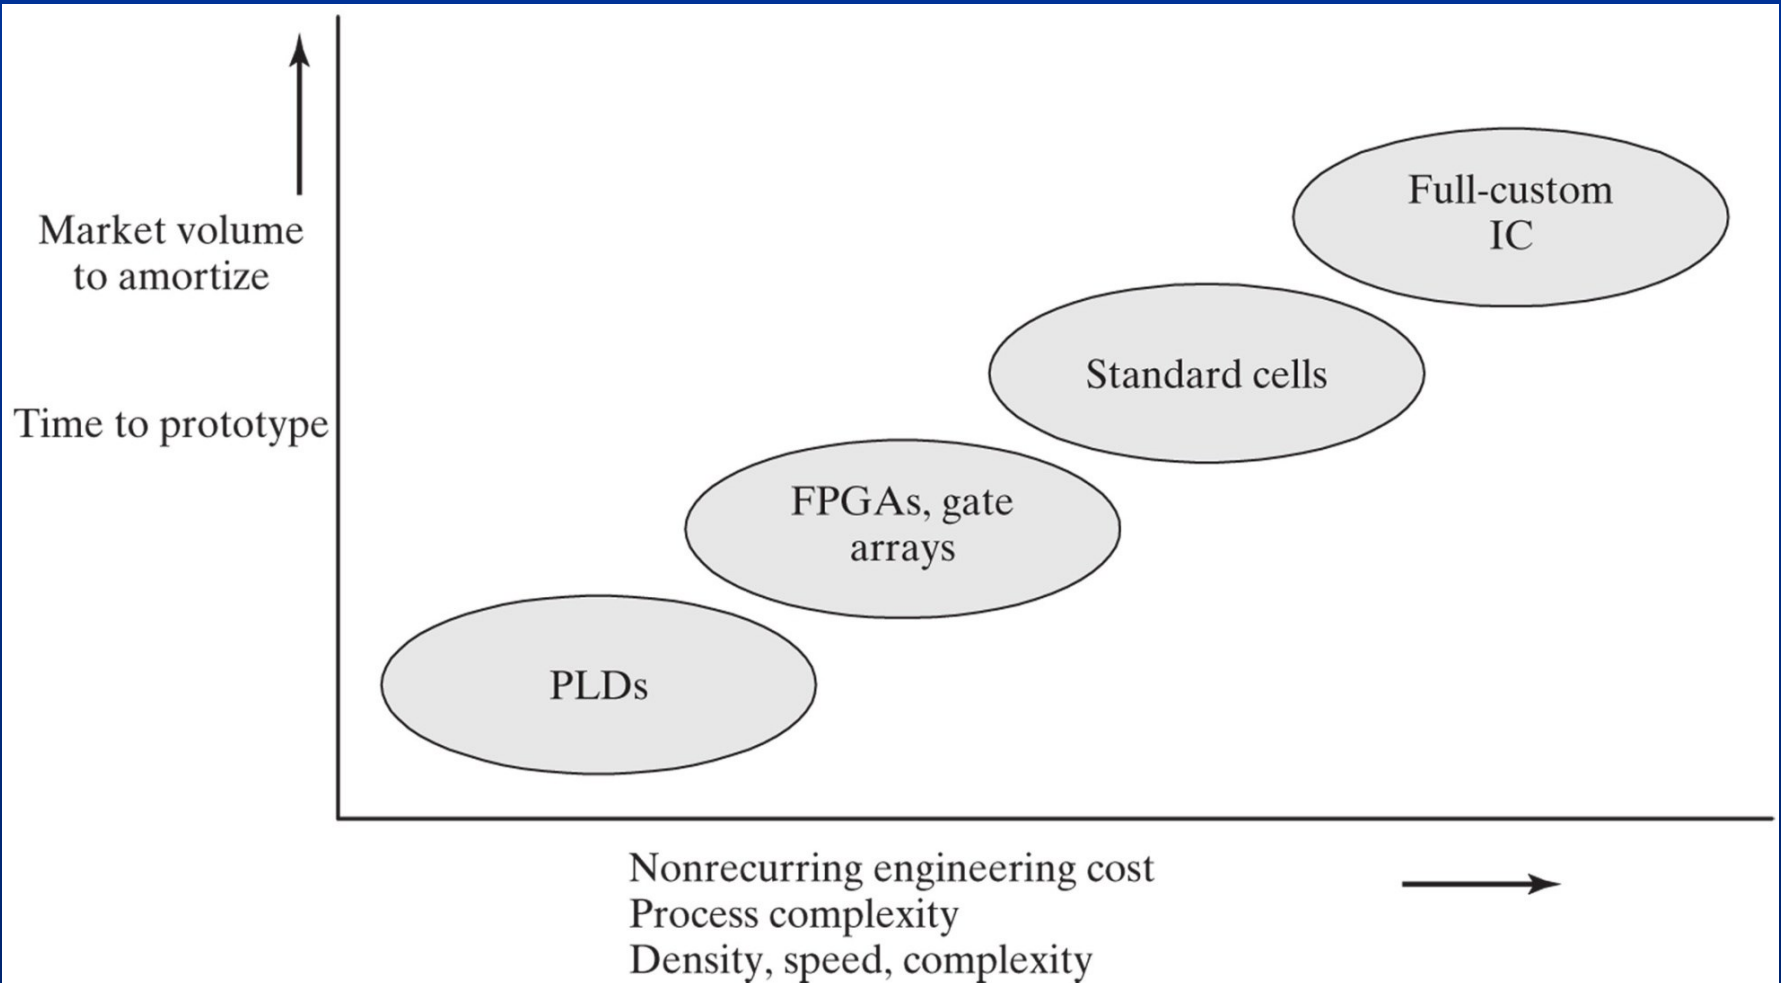 Market volume
to amortize
Time to prototype
Full-custom
IC
Standard cells
FPGAs, gate
arrays
PLDs
Nonrecurring engineering cost
Process complexity
Density, speed, complexity